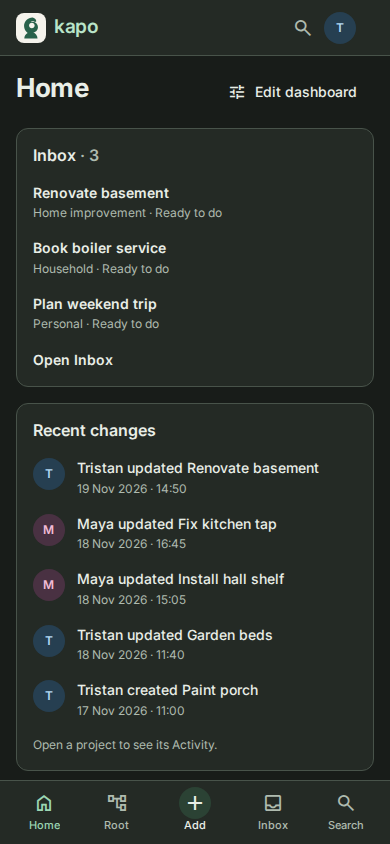 kapo
T
Home
Edit dashboard
Inbox · 3
Renovate basement
Home improvement · Ready to do
Book boiler service
Household · Ready to do
Plan weekend trip
Personal · Ready to do
Open Inbox
Recent changes
T
Tristan updated Renovate basement
19 Nov 2026 · 14:50
M
Maya updated Fix kitchen tap
18 Nov 2026 · 16:45
M
Maya updated Install hall shelf
18 Nov 2026 · 15:05
T
Tristan updated Garden beds
18 Nov 2026 · 11:40
T
Tristan created Paint porch
17 Nov 2026 · 11:00
Open a project to see its Activity.
Home
Root
Add
Inbox
Search